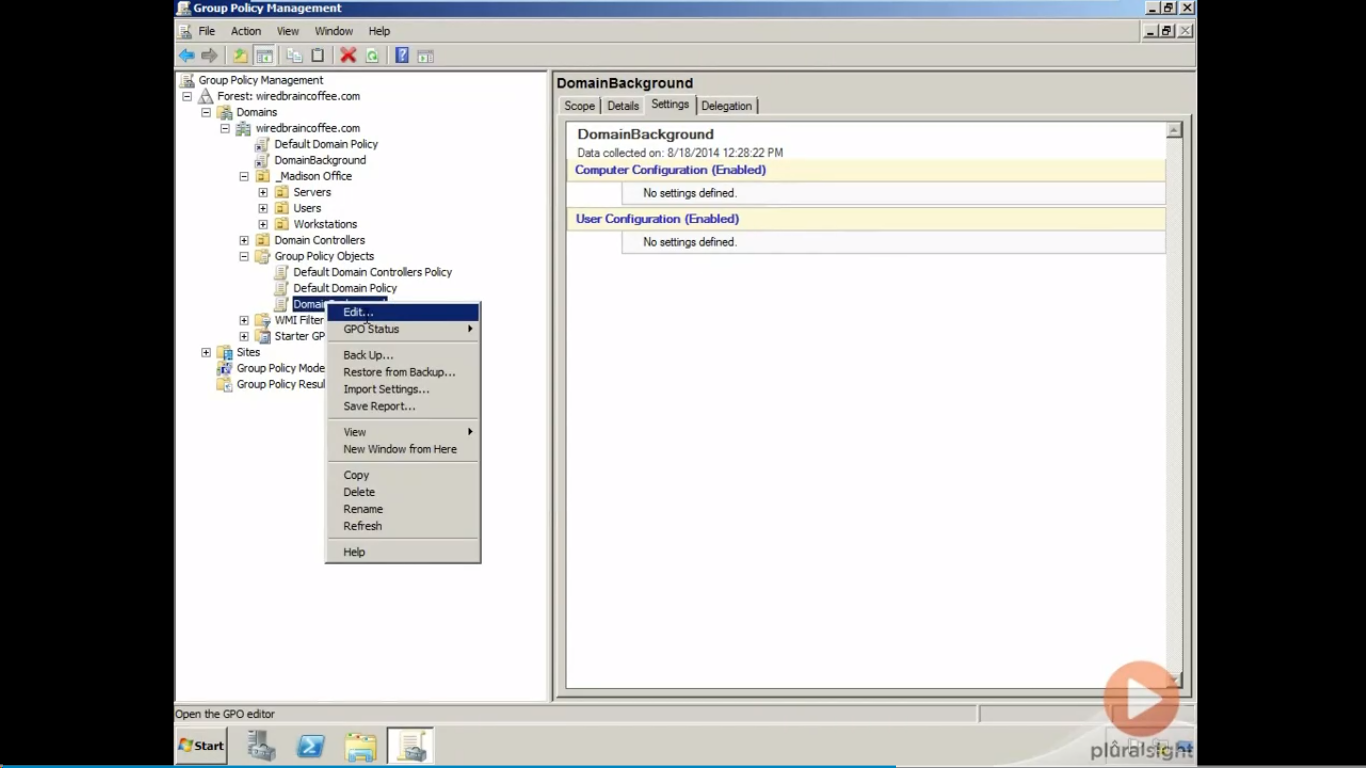 Group Policy Management
File Action View Window Help
Group Policy Management
Forest: wiredbraincoffee.com
Domains
wiredbraincoffee.com
Default Domain Policy
DomainBackground
_Madison Office
Servers
Users
Workstations
Domain Controllers
Group Policy Objects
Default Domain Controllers Policy
Default Domain Policy
WMI Filter
Starter GP
Sites
Group Policy Mode
Group Policy Resul
Edit...
GPO Status
Back Up...
Restore from Backup...
Import Settings...
Save Report...
View
New Window from Here
Copy
Delete
Rename
Refresh
Help
DomainBackground
Scope Details Settings Delegation
DomainBackground
Data collected on: 8/18/2014 12:28:22 PM
Computer Configuration (Enabled)
No settings defined.
User Configuration (Enabled)
No settings defined.
Open the GPO editor
Start
pluralsight